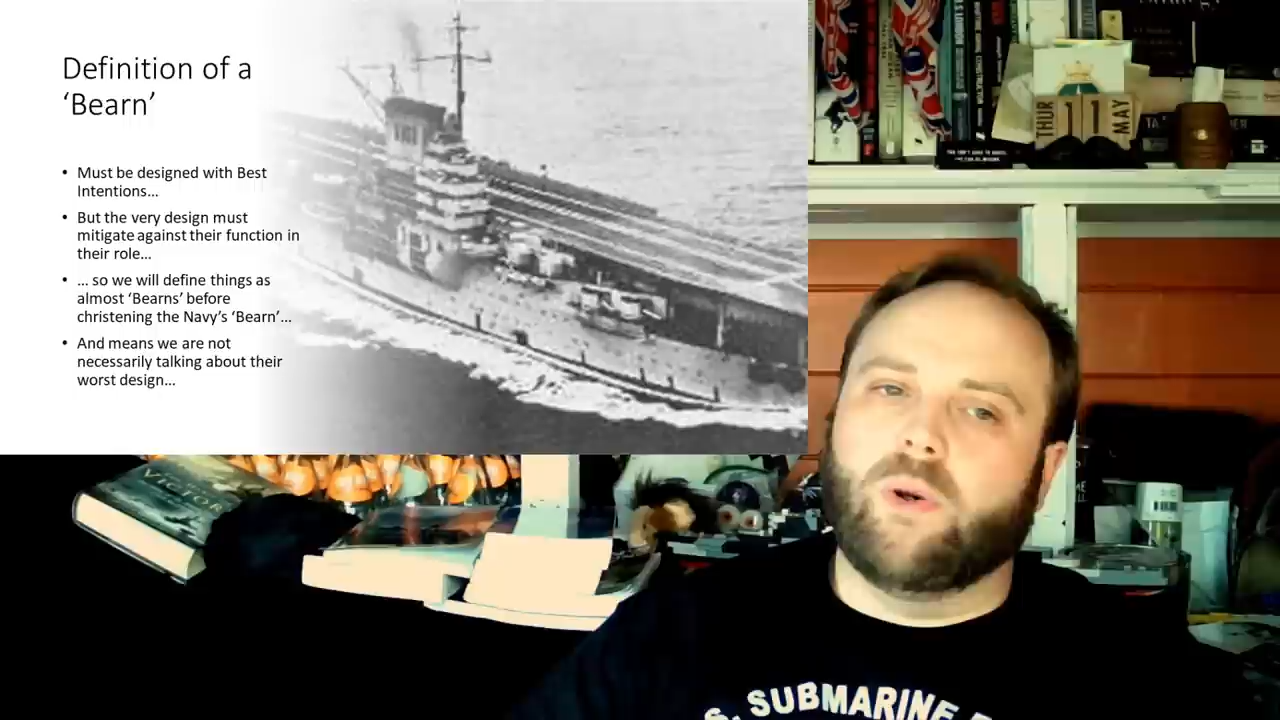 Definition of a
‘Bearn’
• Must be designed with Best
Intentions...
• But the very design must
mitigate against their function in
their role...
• ... so we will define things as
almost ‘Bearns’ before
christening the Navy’s ‘Bearn’...
• And means we are not
necessarily talking about their
worst design...
THUR 11 MAY
S. SUBMARINE